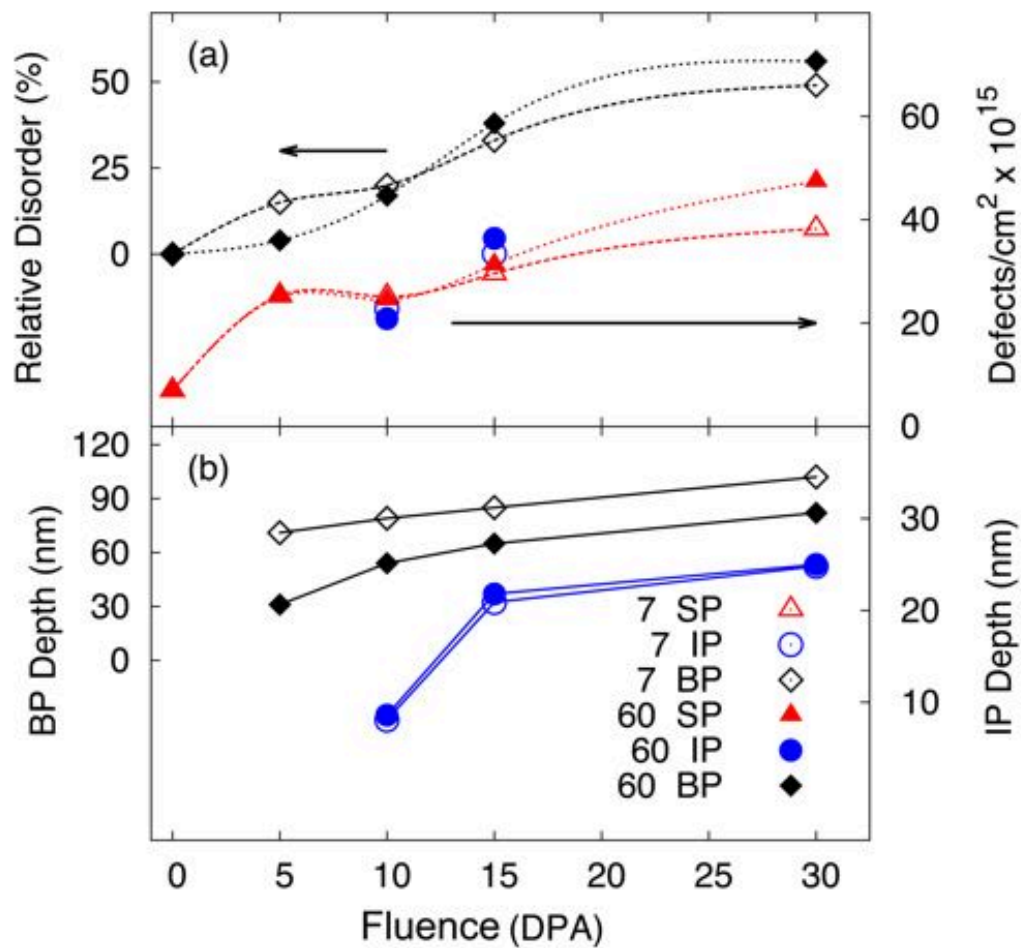 (a)
Relative Disorder (%)
50
25
0
60
40
20
0
Defects/cm² x 10¹⁵
(b)
BP Depth (nm)
120
90
60
30
0
30
20
10
IP Depth (nm)
7 SP
7 IP
7 BP
60 SP
60 IP
60 BP
0 5 10 15 20 25 30
Fluence (DPA)